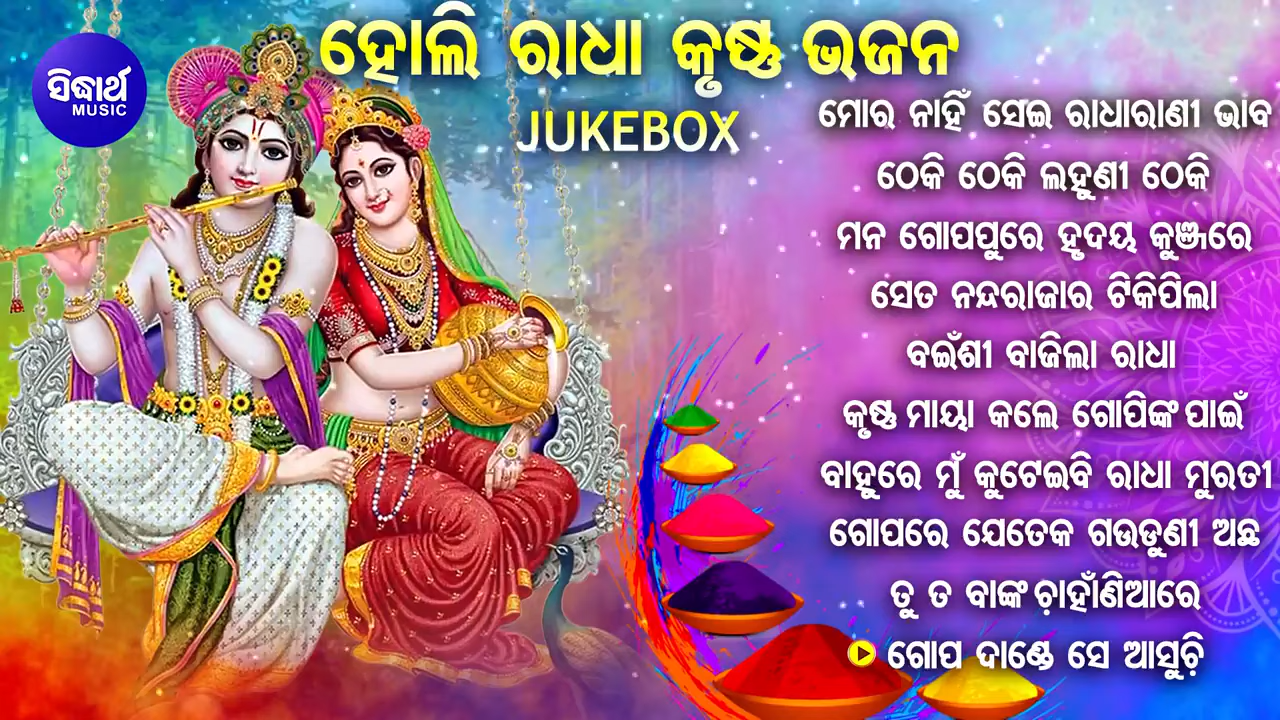 ସିଦ୍ଧାର୍ଥ
MUSIC
ହୋଲି ରାଧା କୃଷ୍ଣ ଭଜନ
JUKEBOX
ମୋର ନାହିଁ ସେଇ ରାଧାରାଣୀ ଭାବ
ଠେକି ଠେକି ଲହୁଣୀ ଠେକି
ମନ ଗୋପପୁରେ ହୃଦୟ କୁଞ୍ଜରେ
ସେତ ନନ୍ଦରାଜାର ଟିକିପିଲା
ବଇଁଶୀ ବାଜିଲା ରାଧା
କୃଷ୍ଣ ମାୟା କଲେ ଗୋପିଙ୍କ ପାଇଁ
ବାହୁରେ ମୁଁ କୁଟେଇବି ରାଧା ମୁରତୀ
ଗୋପରେ ଯେତେକ ଗଉଡୁଣୀ ଅଛ
ତୁ ତ ବାଙ୍କ ଚାହାଁଣିଆରେ
ଗୋପ ଦାଣ୍ଡେ ସେ ଆସୁଚ଼ି